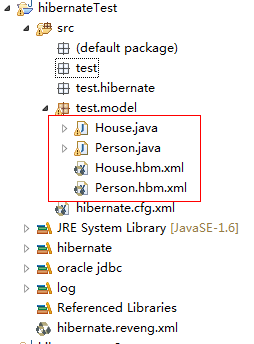 hibernateTest
src
(default package)
test
test.hibernate
test.model
House.java
Person.java
House.hbm.xml
Person.hbm.xml
hibernate.cfg.xml
JRE System Library [JavaSE-1.6]
hibernate
oracle jdbc
log
Referenced Libraries
hibernate.reveng.xml